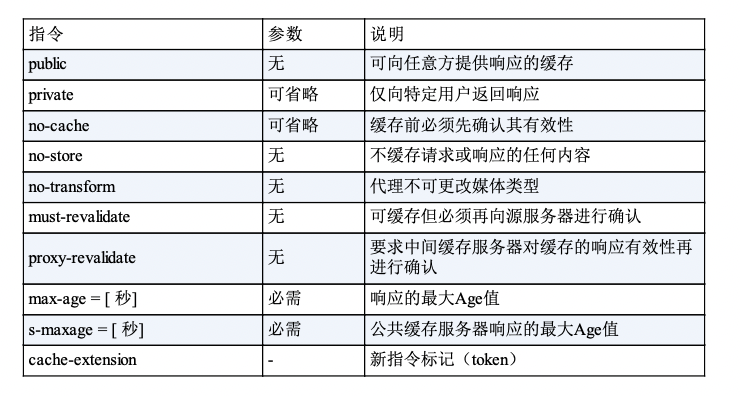 指令 参数 说明
public 无 可向任意方提供响应的缓存
private 可省略 仅向特定用户返回响应
no-cache 可省略 缓存前必须先确认其有效性
no-store 无 不缓存请求或响应的任何内容
no-transform 无 代理不可更改媒体类型
must-revalidate 无 可缓存但必须再向源服务器进行确认
proxy-revalidate 无 要求中间缓存服务器对缓存的响应有效性再
进行确认
max-age = [ 秒] 必需 响应的最大Age值
s-maxage = [ 秒] 必需 公共缓存服务器响应的最大Age值
cache-extension - 新指令标记（token）